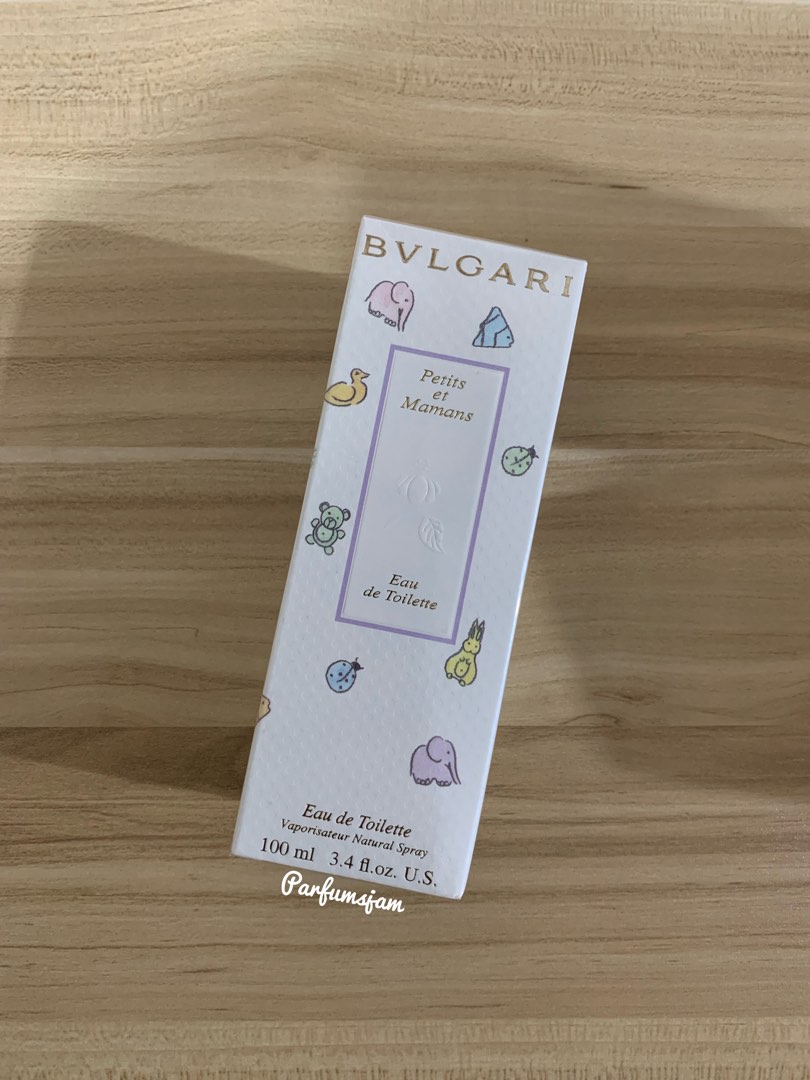 BVLGARI
Petits
et
Mamans
Eau
de Toilette
Eau de Toilette
Vaporisateur Natural Spray
100 ml 3.4 fl.oz. U.S.
Parfumsjam